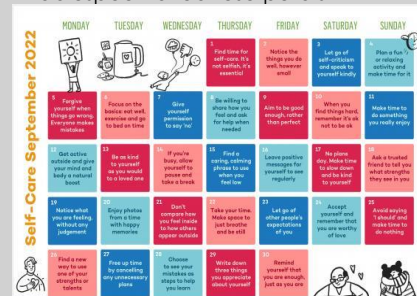 Self-Care September 2022
MONDAY TUESDAY WEDNESDAY THURSDAY FRIDAY SATURDAY SUNDAY
1
Find time for
self-care. It's
not selfish, it's
essential
2
Notice the
things you do
well, however
small
3
Let go of
self-criticism
and speak to
yourself kindly
4
Plan a fun
or relaxing
activity and
make time for it
5
Forgive
yourself when
things go wrong.
Everyone makes
mistakes
6
Focus on the
basics: eat well,
exercise and
go to bed on time
7
Give
yourself
permission
to say 'no'
8
Be willing to
share how you
feel and ask
for help when
needed
9
Aim to be good
enough, rather
than perfect
10
When you
find things hard,
remember it's ok
not to be ok
11
Make time to
do something
you really enjoy
12
Get active
outside and give
your mind and
body a natural
boost
13
Be as kind
to yourself
as you would
to a loved one
14
If you're
busy, allow
yourself to
pause and
take a break
15
Find a
caring, calming
phrase to use
when you
feel low
16
Leave positive
messages for
yourself to see
regularly
17
No plans
day. Make time
to slow down
and be kind
to yourself
18
Ask a trusted
friend to tell you
what strengths
they see in you
19
Notice what
you are feeling,
without any
judgement
20
Enjoy photos
from a time
with happy
memories
21
Don't
compare how
you feel inside
to how others
appear outside
22
Take your time.
Make space to
just breathe
and be still
23
Let go of
other people's
expectations
of you
24
Accept
yourself and
remember that
you are worthy
of love
25
Avoid saying
'I should' and
make time to
do nothing
26
Find a new
way to use
one of your
strengths or
talents
27
Free up time
by cancelling
any unnecessary
plans
28
Choose to
see your
mistakes as
steps to help
you learn
29
Write down
three things
you appreciate
about yourself
30
Remind
yourself that
you are enough,
just as you are